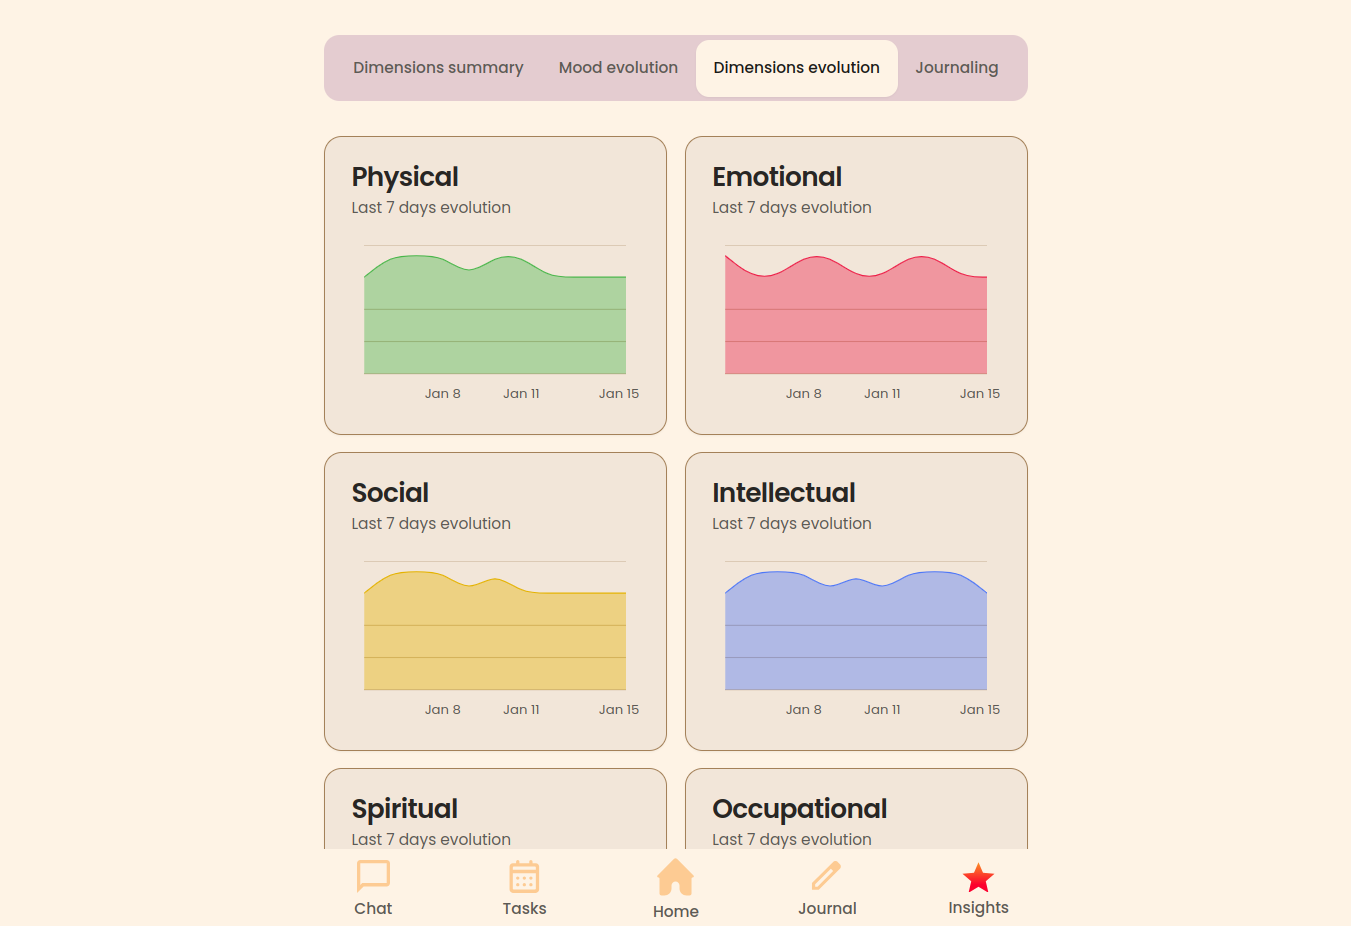 Dimensions summary Mood evolution Dimensions evolution Journaling
Physical
Last 7 days evolution
Jan 8 Jan 11 Jan 15
Emotional
Last 7 days evolution
Jan 8 Jan 11 Jan 15
Social
Last 7 days evolution
Jan 8 Jan 11 Jan 15
Intellectual
Last 7 days evolution
Jan 8 Jan 11 Jan 15
Spiritual
Last 7 days evolution
Occupational
Last 7 days evolution
Chat Tasks Home Journal Insights